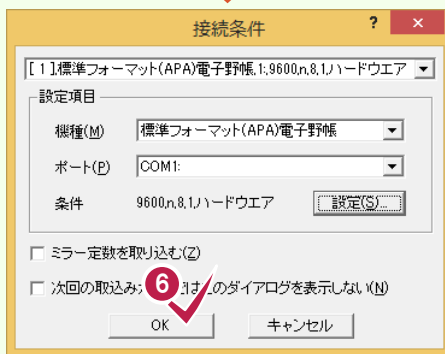 接続条件
? ×
[ 1 ],標準フォーマット(APA)電子野帳,1:,9600,n,8,1,ハードウエア
設定項目
機種(M) 標準フォーマット(APA)電子野帳
ポート(P) COM1:
条件 9600,n,8,1,ハードウエア 設定(S)...
ミラー定数を取り込む(Z)
次回の取込み はこのダイアログを表示しない(N)
6
OK キャンセル